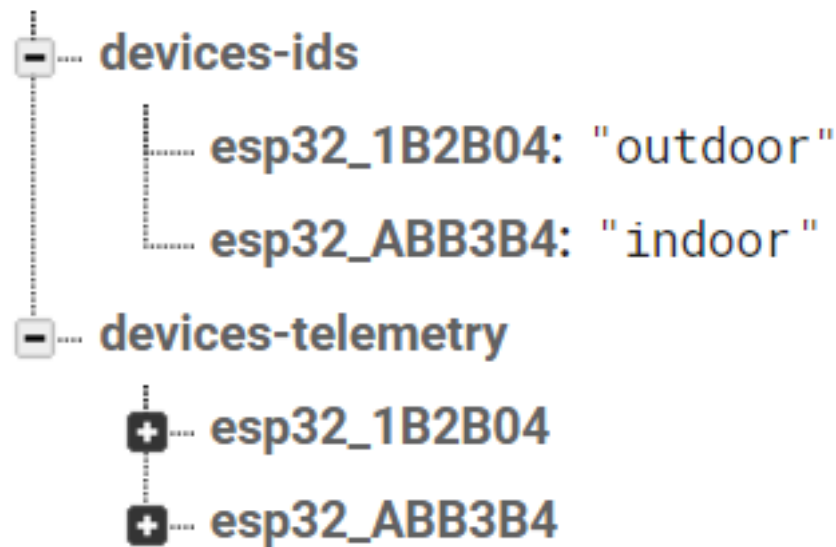 devices-ids
esp32_1B2B04: "outdoor"
esp32_ABB3B4: "indoor"
devices-telemetry
esp32_1B2B04
esp32_ABB3B4